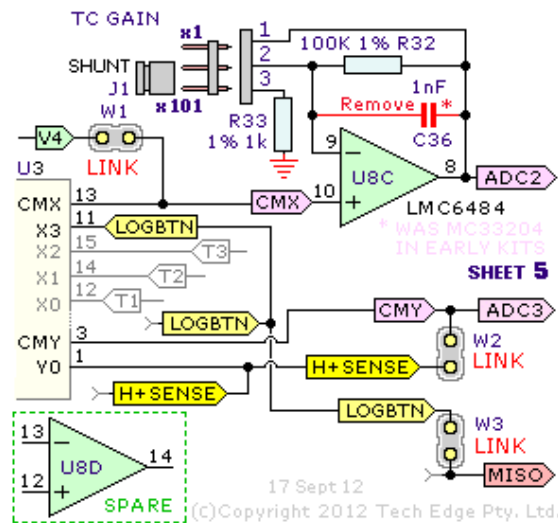 TC GAIN
x1
1
2
3
SHUNT
J1
x101
100K 1% R32
1nF
Remove *
C36
R33
1% 1k
W1
V4
LINK
U3
9
8
10
U8C
ADC2
LMC6484
* WAS MC33204
IN EARLY KITS
SHEET 5
CMX
13
CMX
X3
11
LOGBTN
X2
15
T3
X1
14
T2
X0
12
T1
LOGBTN
CMY
3
CMY
ADC3
Y0
1
W2
LINK
H+SENSE
H+SENSE
LOGBTN
W3
LINK
MISO
13
12
14
U8D
SPARE
17 Sept 12
(c)Copyright 2012 Tech Edge Pty. Ltd.